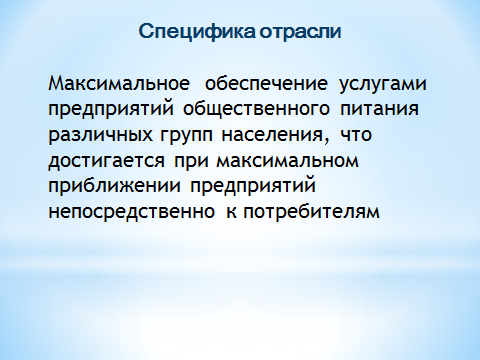 Специфика отрасли
Максимальное обеспечение услугами
предприятий общественного питания
различных групп населения, что
достигается при максимальном
приближении предприятий
непосредственно к потребителям